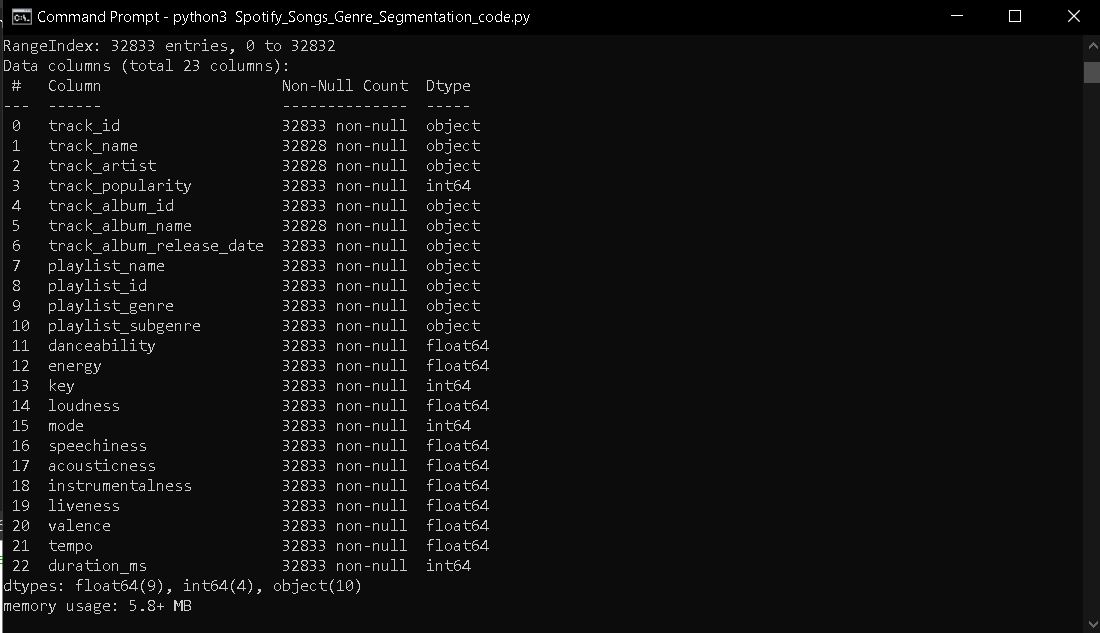 Command Prompt - python3  Spotify_Songs_Genre_Segmentation_code.py
RangeIndex: 32833 entries, 0 to 32832
Data columns (total 23 columns):
 #   Column                    Non-Null Count  Dtype
---  ------                    --------------  -----
 0   track_id                  32833 non-null  object
 1   track_name                32828 non-null  object
 2   track_artist              32828 non-null  object
 3   track_popularity          32833 non-null  int64
 4   track_album_id            32833 non-null  object
 5   track_album_name          32828 non-null  object
 6   track_album_release_date  32833 non-null  object
 7   playlist_name             32833 non-null  object
 8   playlist_id               32833 non-null  object
 9   playlist_genre            32833 non-null  object
 10  playlist_subgenre         32833 non-null  object
 11  danceability              32833 non-null  float64
 12  energy                    32833 non-null  float64
 13  key                       32833 non-null  int64
 14  loudness                  32833 non-null  float64
 15  mode                      32833 non-null  int64
 16  speechiness               32833 non-null  float64
 17  acousticness              32833 non-null  float64
 18  instrumentalness          32833 non-null  float64
 19  liveness                  32833 non-null  float64
 20  valence                   32833 non-null  float64
 21  tempo                     32833 non-null  float64
 22  duration_ms               32833 non-null  int64
dtypes: float64(9), int64(4), object(10)
memory usage: 5.8+ MB